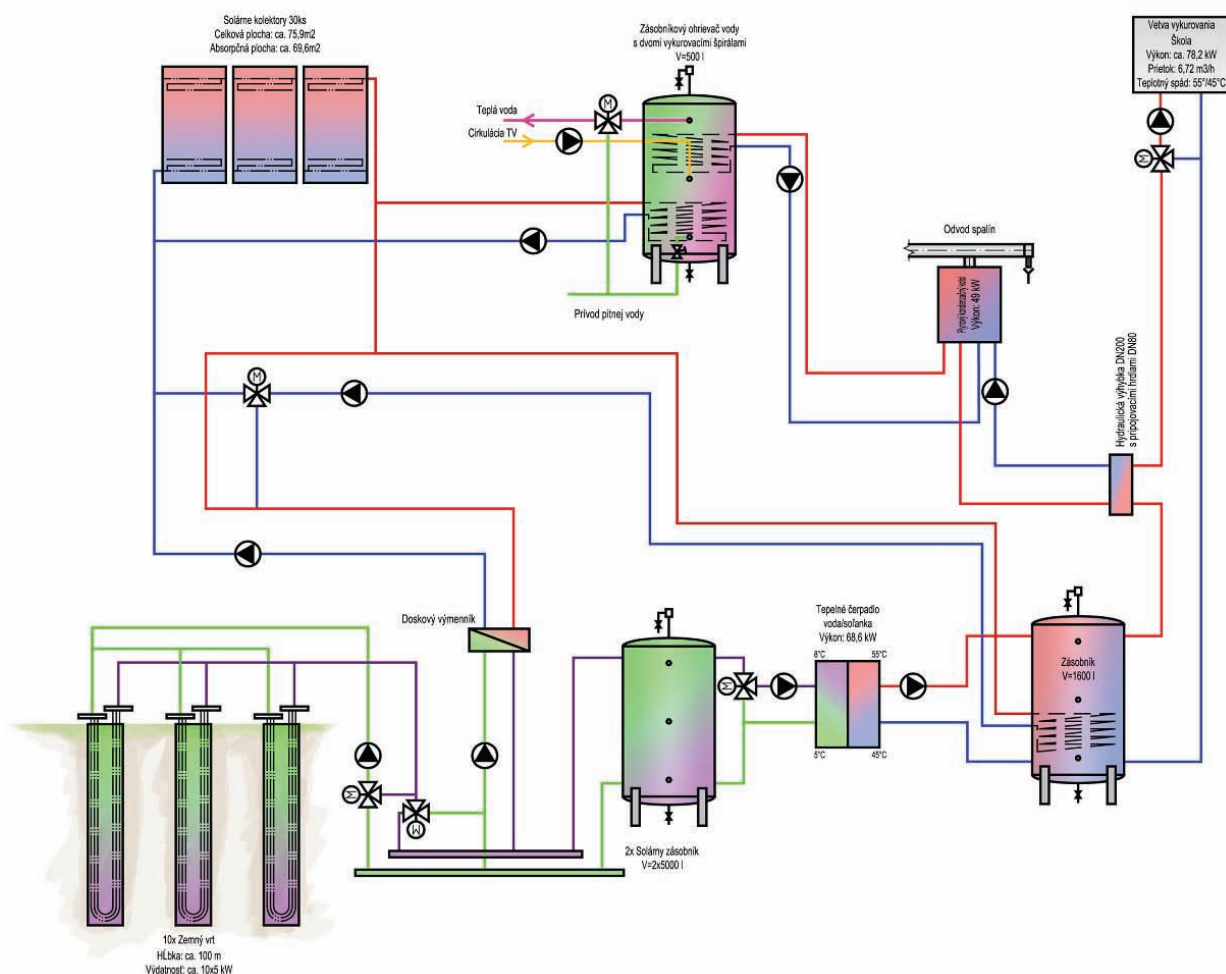 Solárne kolektory 30ks
Celková plocha: ca. 75,9m2
Absorpčná plocha: ca. 69,6m2
Zásobníkový ohrievač vody
s dvomi vykurovacími špirálami
V=500 l
Vetva vykurovania
Škola
Výkon: ca. 78,2 kW
Prietok: 6,72 m3/h
Teplotný spád: 55°/45°C
M
Teplá voda
Cirkulácia TV
M
Prívod pitnej vody
Odvod spalín
Plynový kondenzačný kotol
Výkon: 49 kW
Hydraulická výhybka DN200
s pripojovacími hrdlami DN80
M
Doskový výmenník
Tepelné čerpadlo
voda/soľanka
Výkon: 68,6 kW
8°C
55°C
M
5°C
45°C
Zásobník
V=1600 l
M
M
2x Solárny zásobník
V=2x5000 l
10x Zemný vrt
Hĺbka: ca. 100 m
Výdatnosť: ca. 10x5 kW